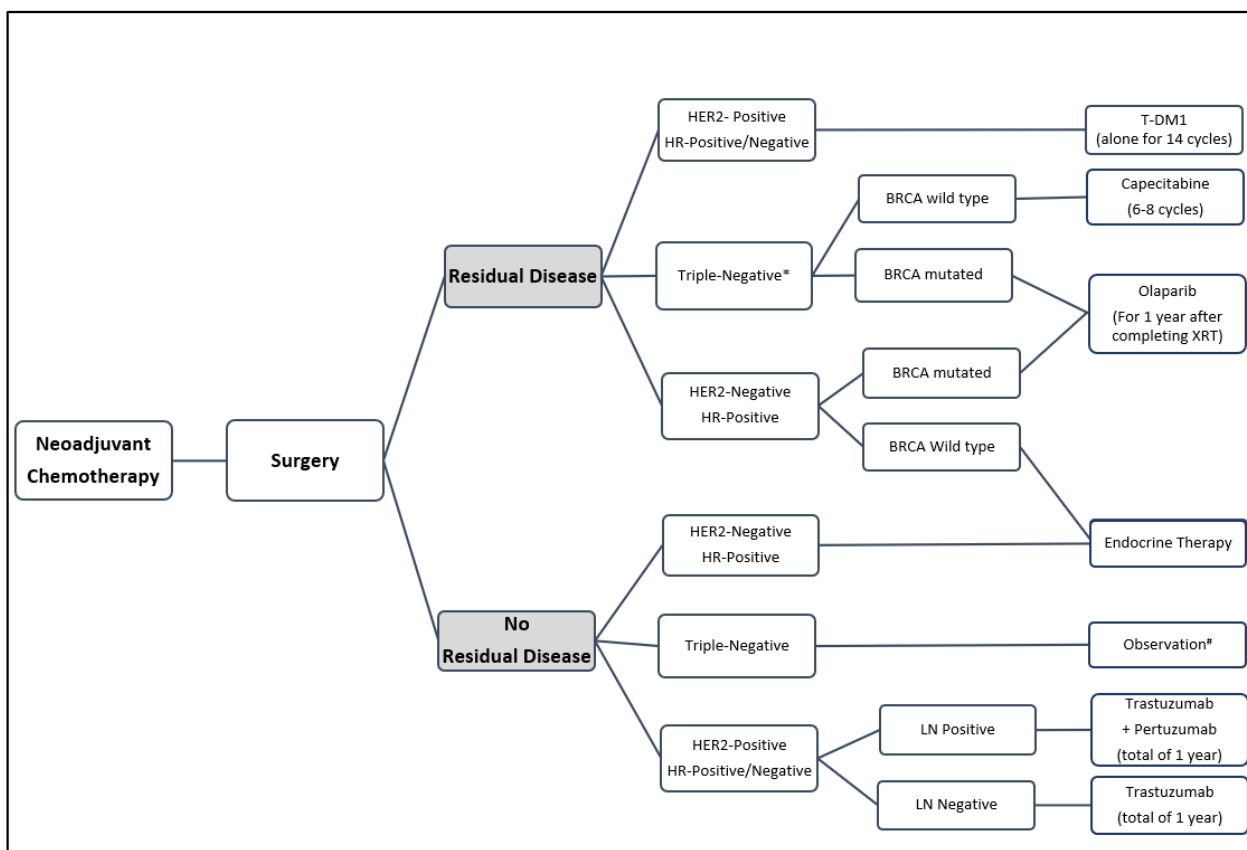 Neoadjuvant
Chemotherapy
Surgery
Residual Disease
HER2- Positive
HR-Positive/Negative
T-DM1
(alone for 14 cycles)
Triple-Negative*
BRCA wild type
Capecitabine
(6-8 cycles)
BRCA mutated
Olaparib
(For 1 year after
completing XRT)
HER2-Negative
HR-Positive
BRCA mutated
BRCA Wild type
No
Residual Disease
HER2-Negative
HR-Positive
Endocrine Therapy
Triple-Negative
Observation#
HER2-Positive
HR-Positive/Negative
LN Positive
Trastuzumab
+ Pertuzumab
(total of 1 year)
LN Negative
Trastuzumab
(total of 1 year)